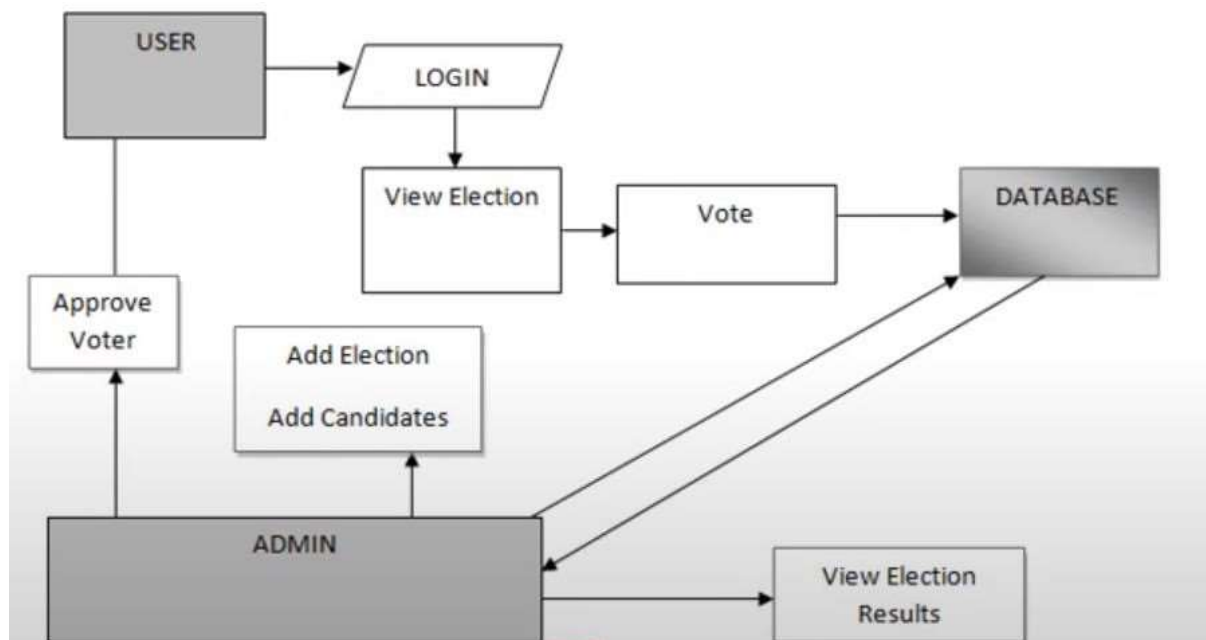 USER
LOGIN
View Election
Vote
DATABASE
Approve
Voter
Add Election
Add Candidates
ADMIN
View Election
Results